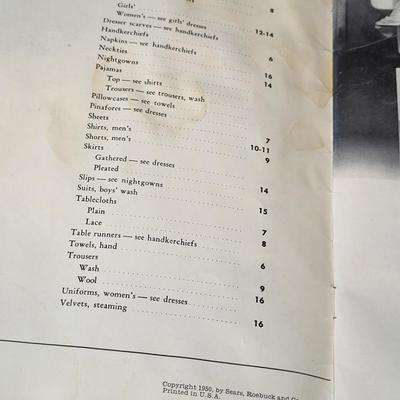 Girls' 8
Women's — see girls' dresses
Dresser scarves — see handkerchiefs 12-14
Handkerchiefs
Napkins — see handkerchiefs 6
Neckties
Nightgowns 16
Pajamas 14
Top — see shirts
Trousers — see trousers, wash
Pillowcases — see towels
Pinafores — see dresses
Sheets
Shirts, men's 7
Shorts, men's 10-11
Skirts 9
Gathered — see dresses
Pleated
Slips — see nightgowns 14
Suits, boys' wash
Tablecloths 15
Plain
Lace 7
Table runners — see handkerchiefs 8
Towels, hand
Trousers 6
Wash
Wool 9
Uniforms, women's — see dresses 16
Velvets, steaming
16
Copyright 1950, by Sears, Roebuck and
Printed in U.S.A.